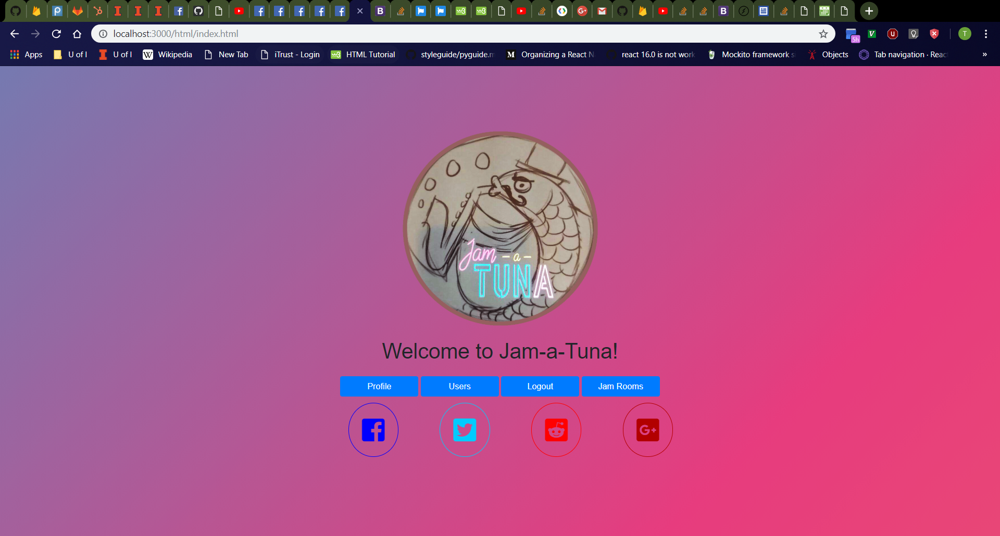 localhost:3000/html/index.html
5h
T
Apps
U of I
U of I
Wikipedia
New Tab
iTrust - Login
HTML Tutorial
styleguide/pyguide.m
Organizing a React N
react 16.0 is not work
Mockito framework si
Objects
Tab navigation · Reac
»
Jam - a -
TUNA
Welcome to Jam-a-Tuna!
Profile
Users
Logout
Jam Rooms